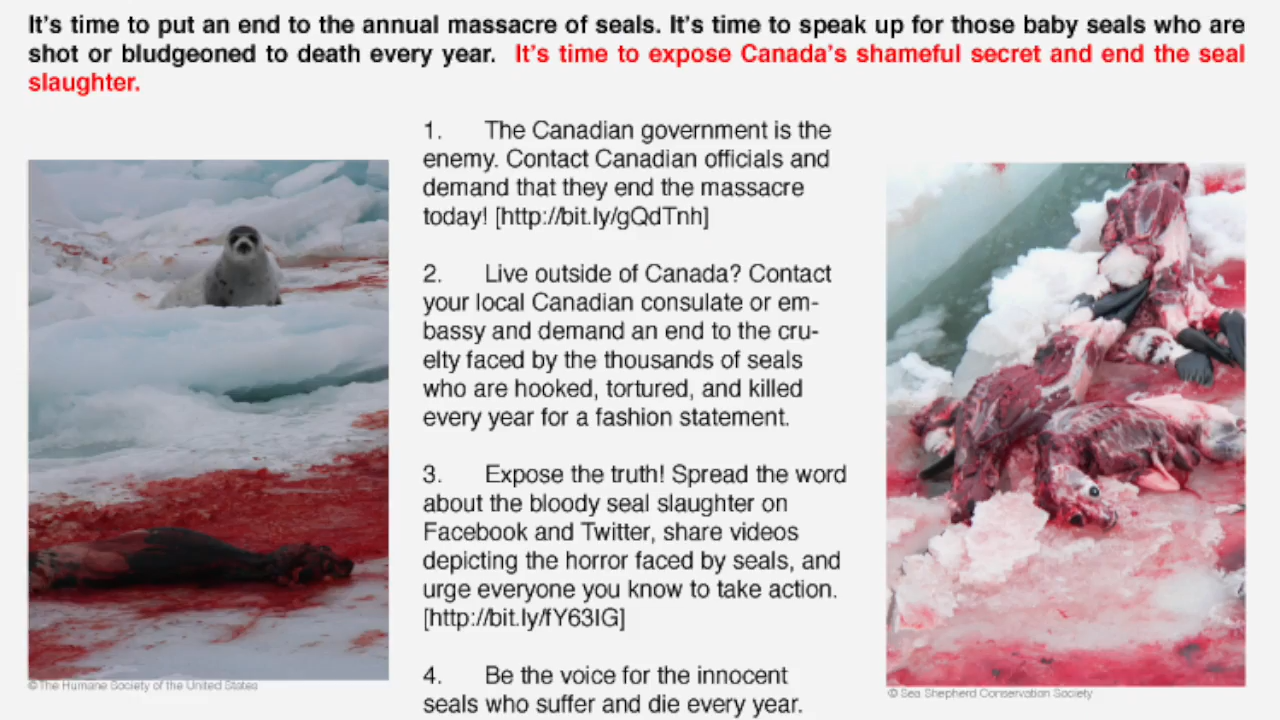 It's time to put an end to the annual massacre of seals. It's time to speak up for those baby seals who are
shot or bludgeoned to death every year. It's time to expose Canada's shameful secret and end the seal
slaughter.
1. The Canadian government is the
enemy. Contact Canadian officials and
demand that they end the massacre
today! [http://bit.ly/gQdTnh]
2. Live outside of Canada? Contact
your local Canadian consulate or em-
bassy and demand an end to the cru-
elty faced by the thousands of seals
who are hooked, tortured, and killed
every year for a fashion statement.
3. Expose the truth! Spread the word
about the bloody seal slaughter on
Facebook and Twitter, share videos
depicting the horror faced by seals, and
urge everyone you know to take action.
[http://bit.ly/fY63IG]
4. Be the voice for the innocent
seals who suffer and die every year.
© The Humane Society of the United States
© Sea Shepherd Conservation Society